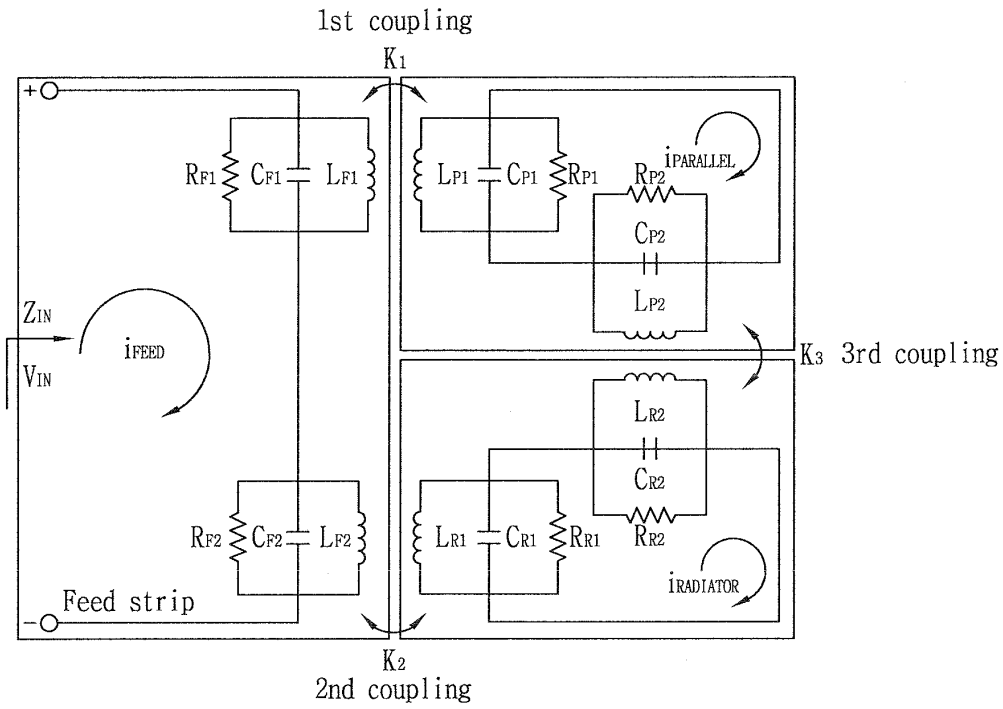 1st coupling
K1
+
RF1 CF1 LF1
LP1 CP1 RP1
iPARALLEL
RP2
CP2
LP2
ZIN
VIN
iFEED
K3 3rd coupling
LR2
CR2
RR2
RF2 CF2 LF2
LR1 CR1 RR1
iRADIATOR
Feed strip
−
K2
2nd coupling